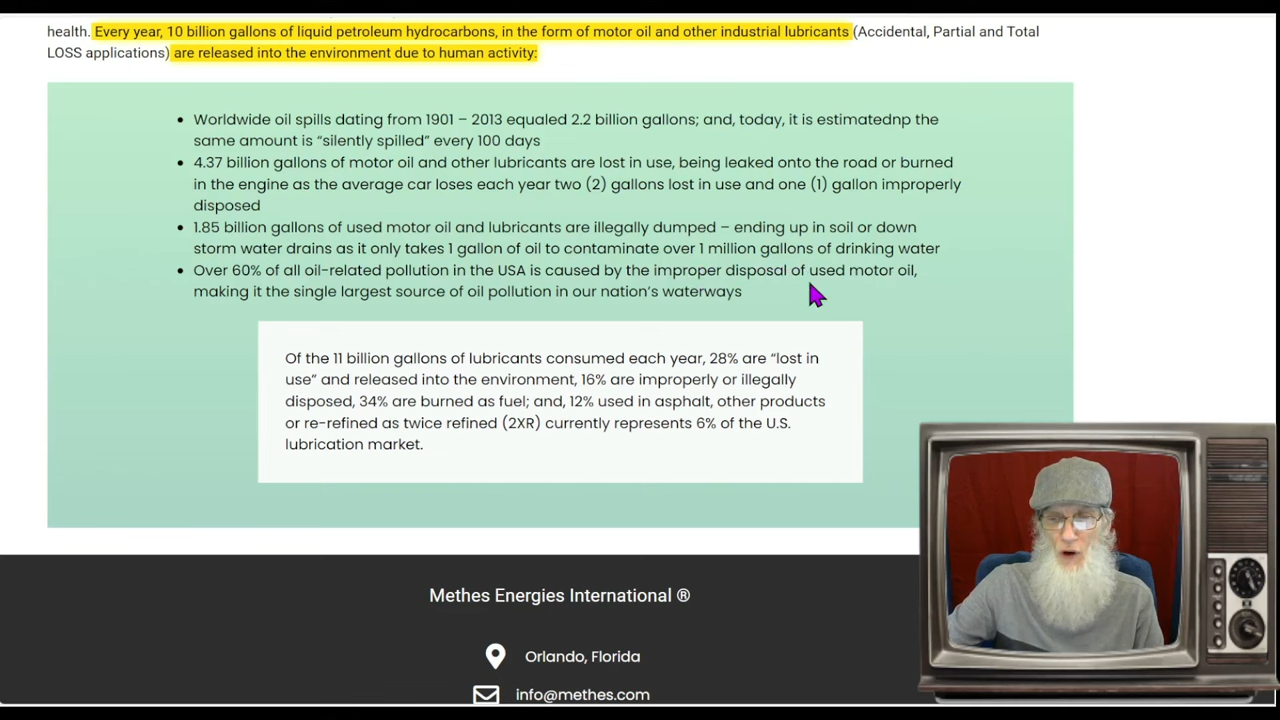 health. Every year, 10 billion gallons of liquid petroleum hydrocarbons, in the form of motor oil and other industrial lubricants (Accidental, Partial and Total
LOSS applications) are released into the environment due to human activity:
• Worldwide oil spills dating from 1901 – 2013 equaled 2.2 billion gallons; and, today, it is estimatednp the
same amount is “silently spilled” every 100 days
• 4.37 billion gallons of motor oil and other lubricants are lost in use, being leaked onto the road or burned
in the engine as the average car loses each year two (2) gallons lost in use and one (1) gallon improperly
disposed
• 1.85 billion gallons of used motor oil and lubricants are illegally dumped – ending up in soil or down
storm water drains as it only takes 1 gallon of oil to contaminate over 1 million gallons of drinking water
• Over 60% of all oil-related pollution in the USA is caused by the improper disposal of used motor oil,
making it the single largest source of oil pollution in our nation’s waterways
Of the 11 billion gallons of lubricants consumed each year, 28% are “lost in
use” and released into the environment, 16% are improperly or illegally
disposed, 34% are burned as fuel; and, 12% used in asphalt, other products
or re-refined as twice refined (2XR) currently represents 6% of the U.S.
lubrication market.
Methes Energies International ®
Orlando, Florida
info@methes.com